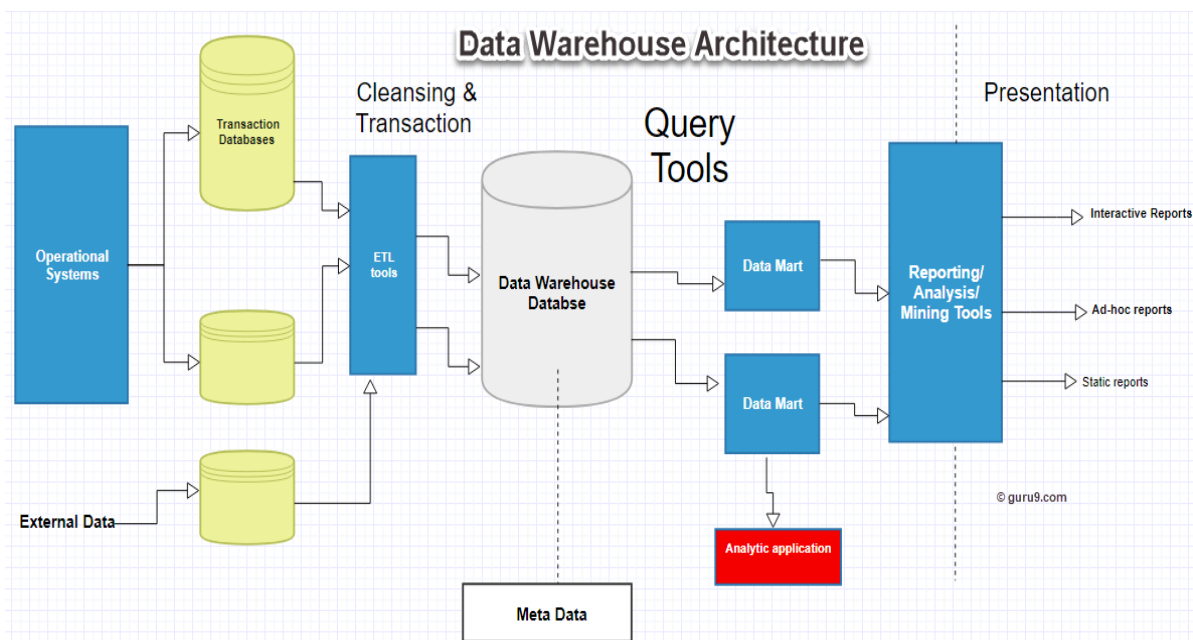 Data Warehouse Architecture
Cleansing &
Transaction
Query
Tools
Presentation
Transaction
Databases
Operational
Systems
ETL
tools
Data Warehouse
Databse
Data Mart
Data Mart
Reporting/
Analysis/
Mining Tools
Interactive Reports
Ad-hoc reports
Static reports
External Data
Analytic application
Meta Data
© guru9.com